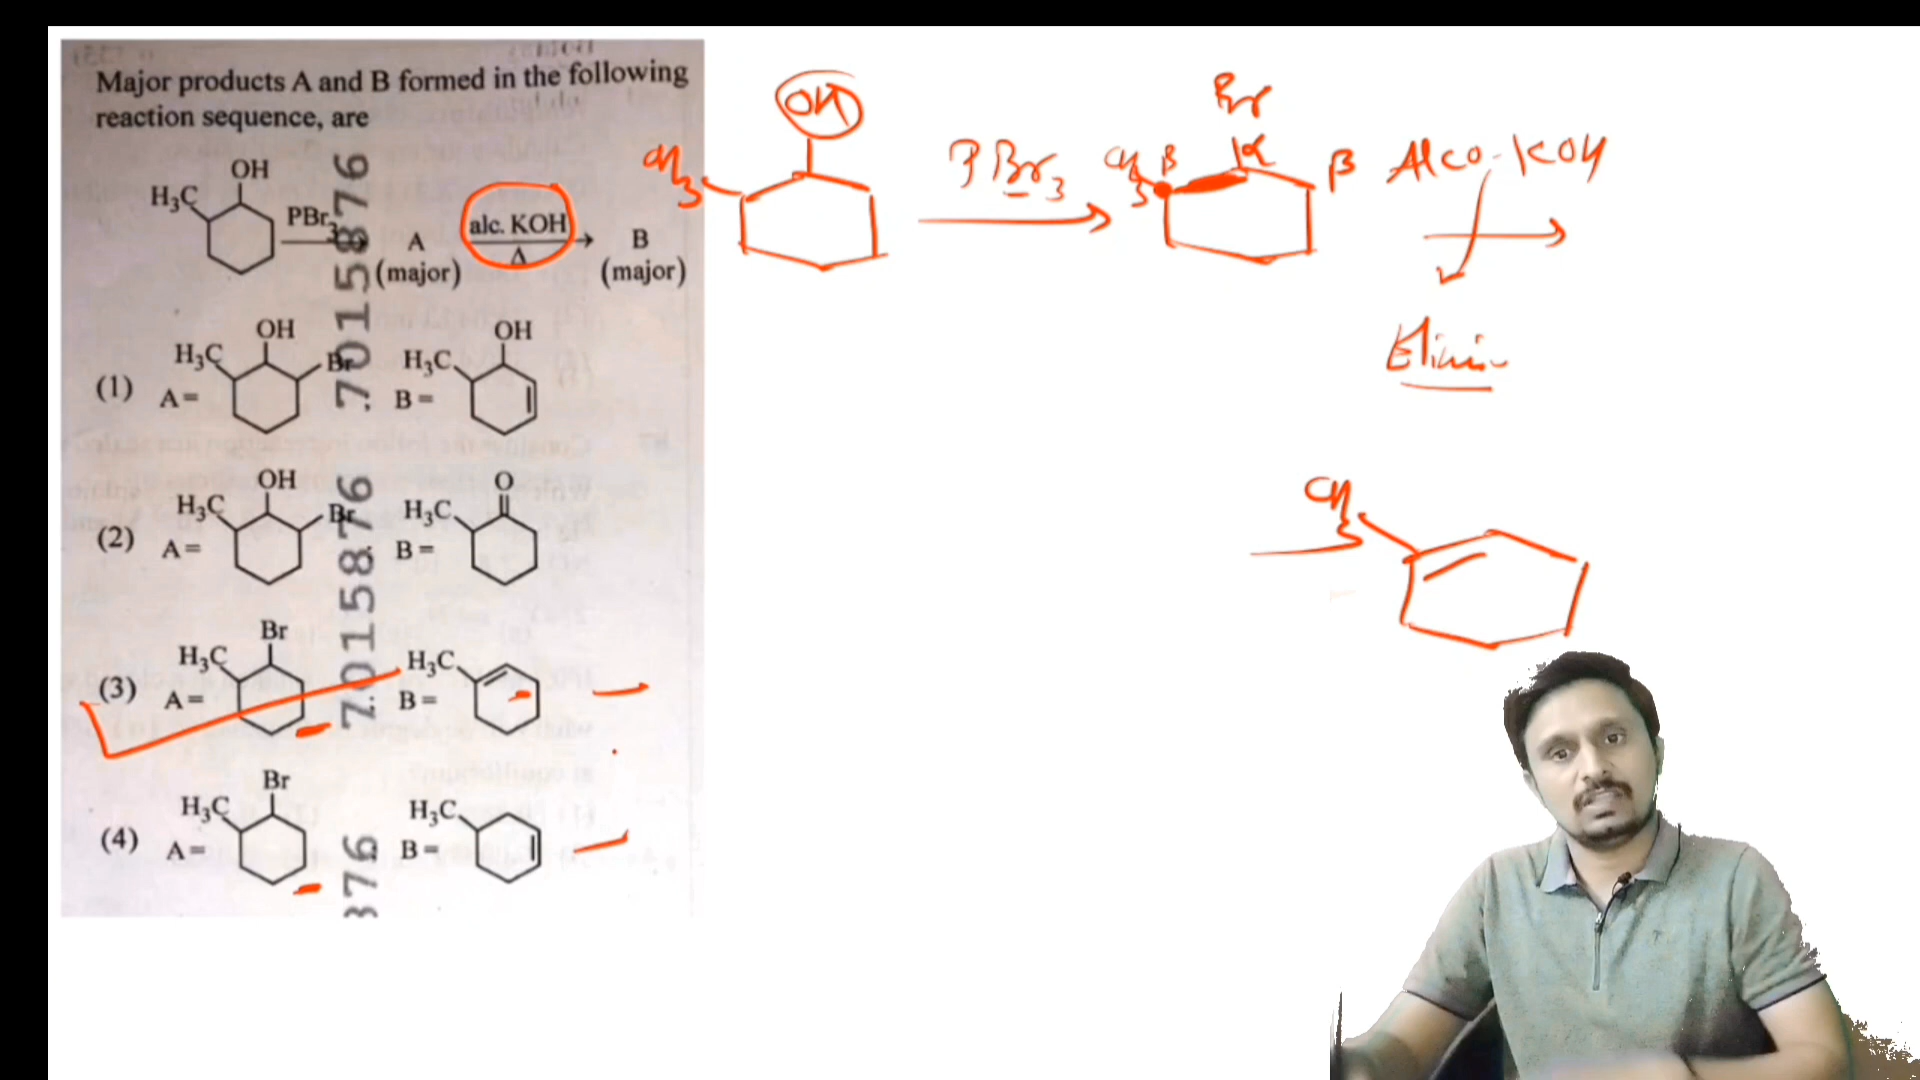 Major products A and B formed in the following
reaction sequence, are
OH
H₃C
PBr₃
alc. KOH
Δ
A
(major)
B
(major)
(1) A = H₃C OH Br B = H₃C OH
(2) A = H₃C OH Br B = H₃C O
(3) A = H₃C Br B = H₃C
(4) A = H₃C Br B = H₃C
7015876
7015876
376
OH
CH₃
PBr₃
Br
CH₃ β α β
Alco. KOH
Elimi
CH₃